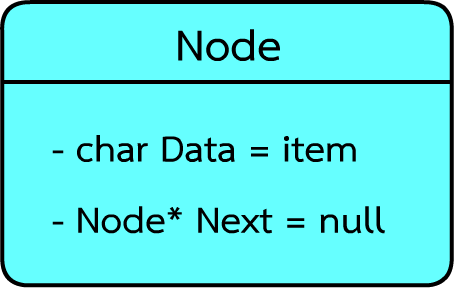 Node
- char Data = item
- Node* Next = null